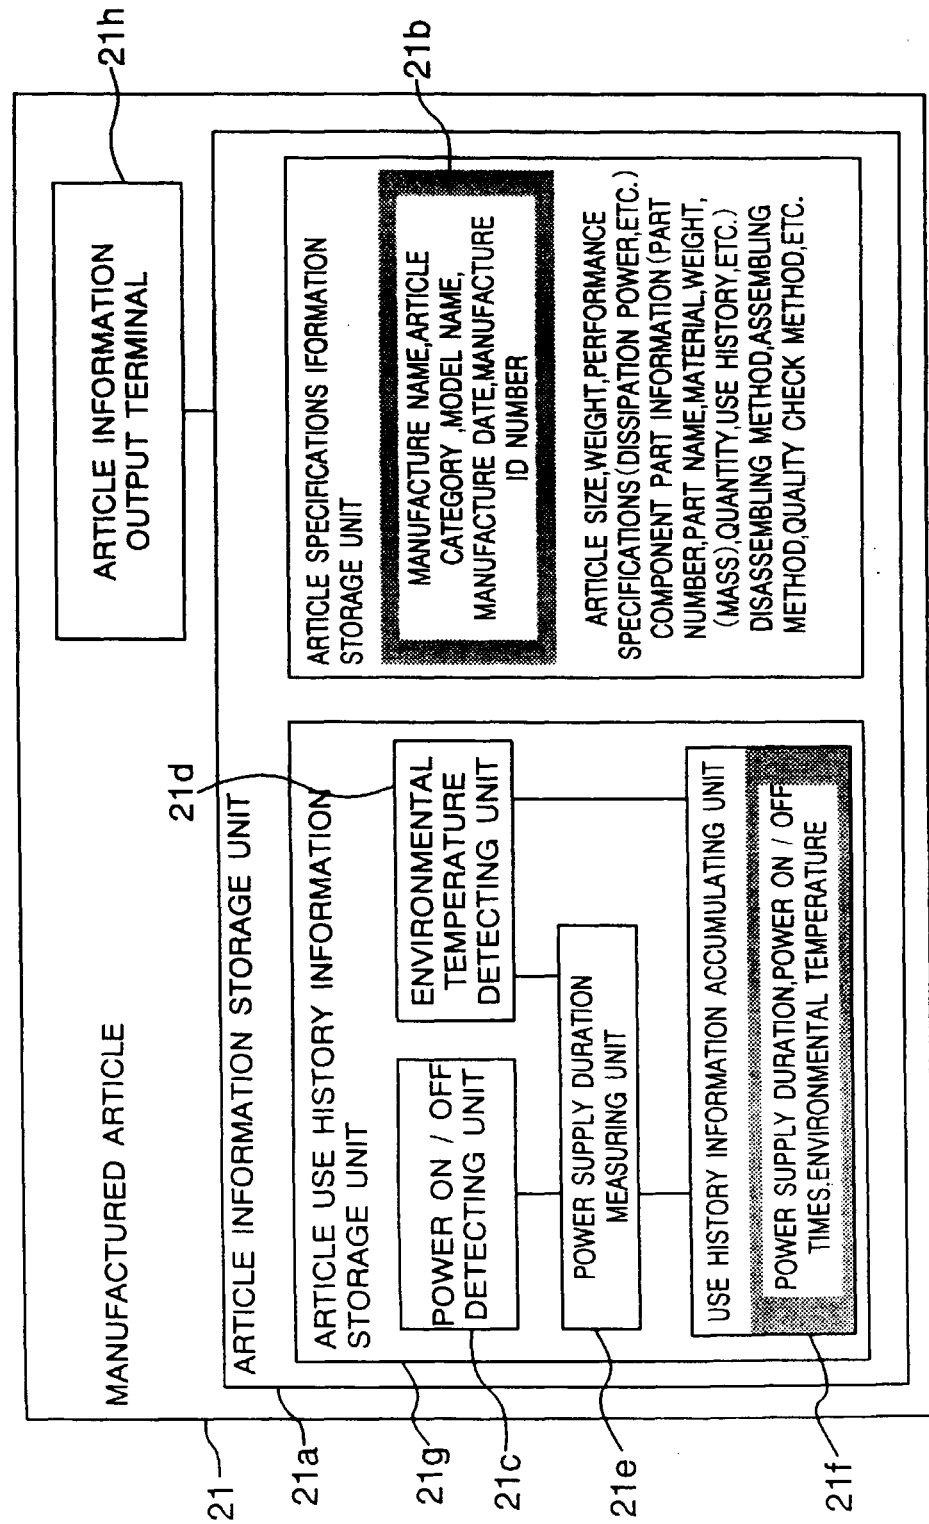 MANUFACTURED ARTICLE
21
21a
ARTICLE INFORMATION STORAGE UNIT
21g
ARTICLE USE HISTORY INFORMATION
STORAGE UNIT
21c
POWER ON / OFF
DETECTING UNIT
21d
ENVIRONMENTAL
TEMPERATURE
DETECTING UNIT
21e
POWER SUPPLY DURATION
MEASURING UNIT
21f
USE HISTORY INFORMATION ACCUMULATING UNIT
POWER SUPPLY DURATION,POWER ON / OFF
TIMES,ENVIRONMENTAL TEMPERATURE
ARTICLE INFORMATION
OUTPUT TERMINAL
21h
ARTICLE SPECIFICATIONS IFORMATION
STORAGE UNIT
21b
MANUFACTURE NAME,ARTICLE
CATEGORY ,MODEL NAME,
MANUFACTURE DATE,MANUFACTURE
ID NUMBER
ARTICLE SIZE,WEIGHT,PERFORMANCE
SPECIFICATIONS(DISSIPATION POWER,ETC.)
COMPONENT PART INFORMATION(PART
NUMBER,PART NAME,MATERIAL,WEIGHT,
(MASS),QUANTITY,USE HISTORY,ETC.)
DISASSEMBLING METHOD,ASSEMBLING
METHOD,QUALITY CHECK METHOD,ETC.